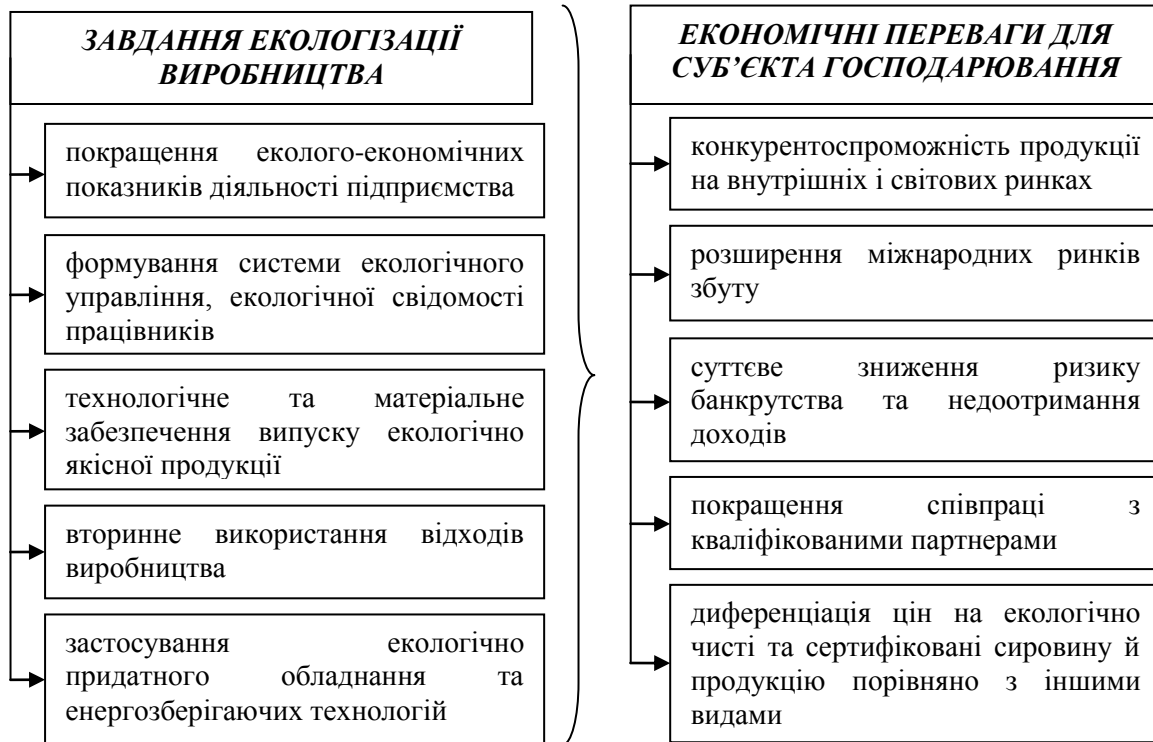 ЗАВДАННЯ ЕКОЛОГІЗАЦІЇ
ВИРОБНИЦТВА
покращення еколого-економічних
показників діяльності підприємства
формування системи екологічного
управління, екологічної свідомості
працівників
технологічне та матеріальне
забезпечення випуску екологічно
якісної продукції
вторинне використання відходів
виробництва
застосування екологічно
придатного обладнання та
енергозберігаючих технологій
ЕКОНОМІЧНІ ПЕРЕВАГИ ДЛЯ
СУБ’ЄКТА ГОСПОДАРЮВАННЯ
конкурентоспроможність продукції
на внутрішніх і світових ринках
розширення міжнародних ринків
збуту
суттєве зниження ризику
банкрутства та недоотримання
доходів
покращення співпраці з
кваліфікованими партнерами
диференціація цін на екологічно
чисті та сертифіковані сировину й
продукцію порівняно з іншими
видами